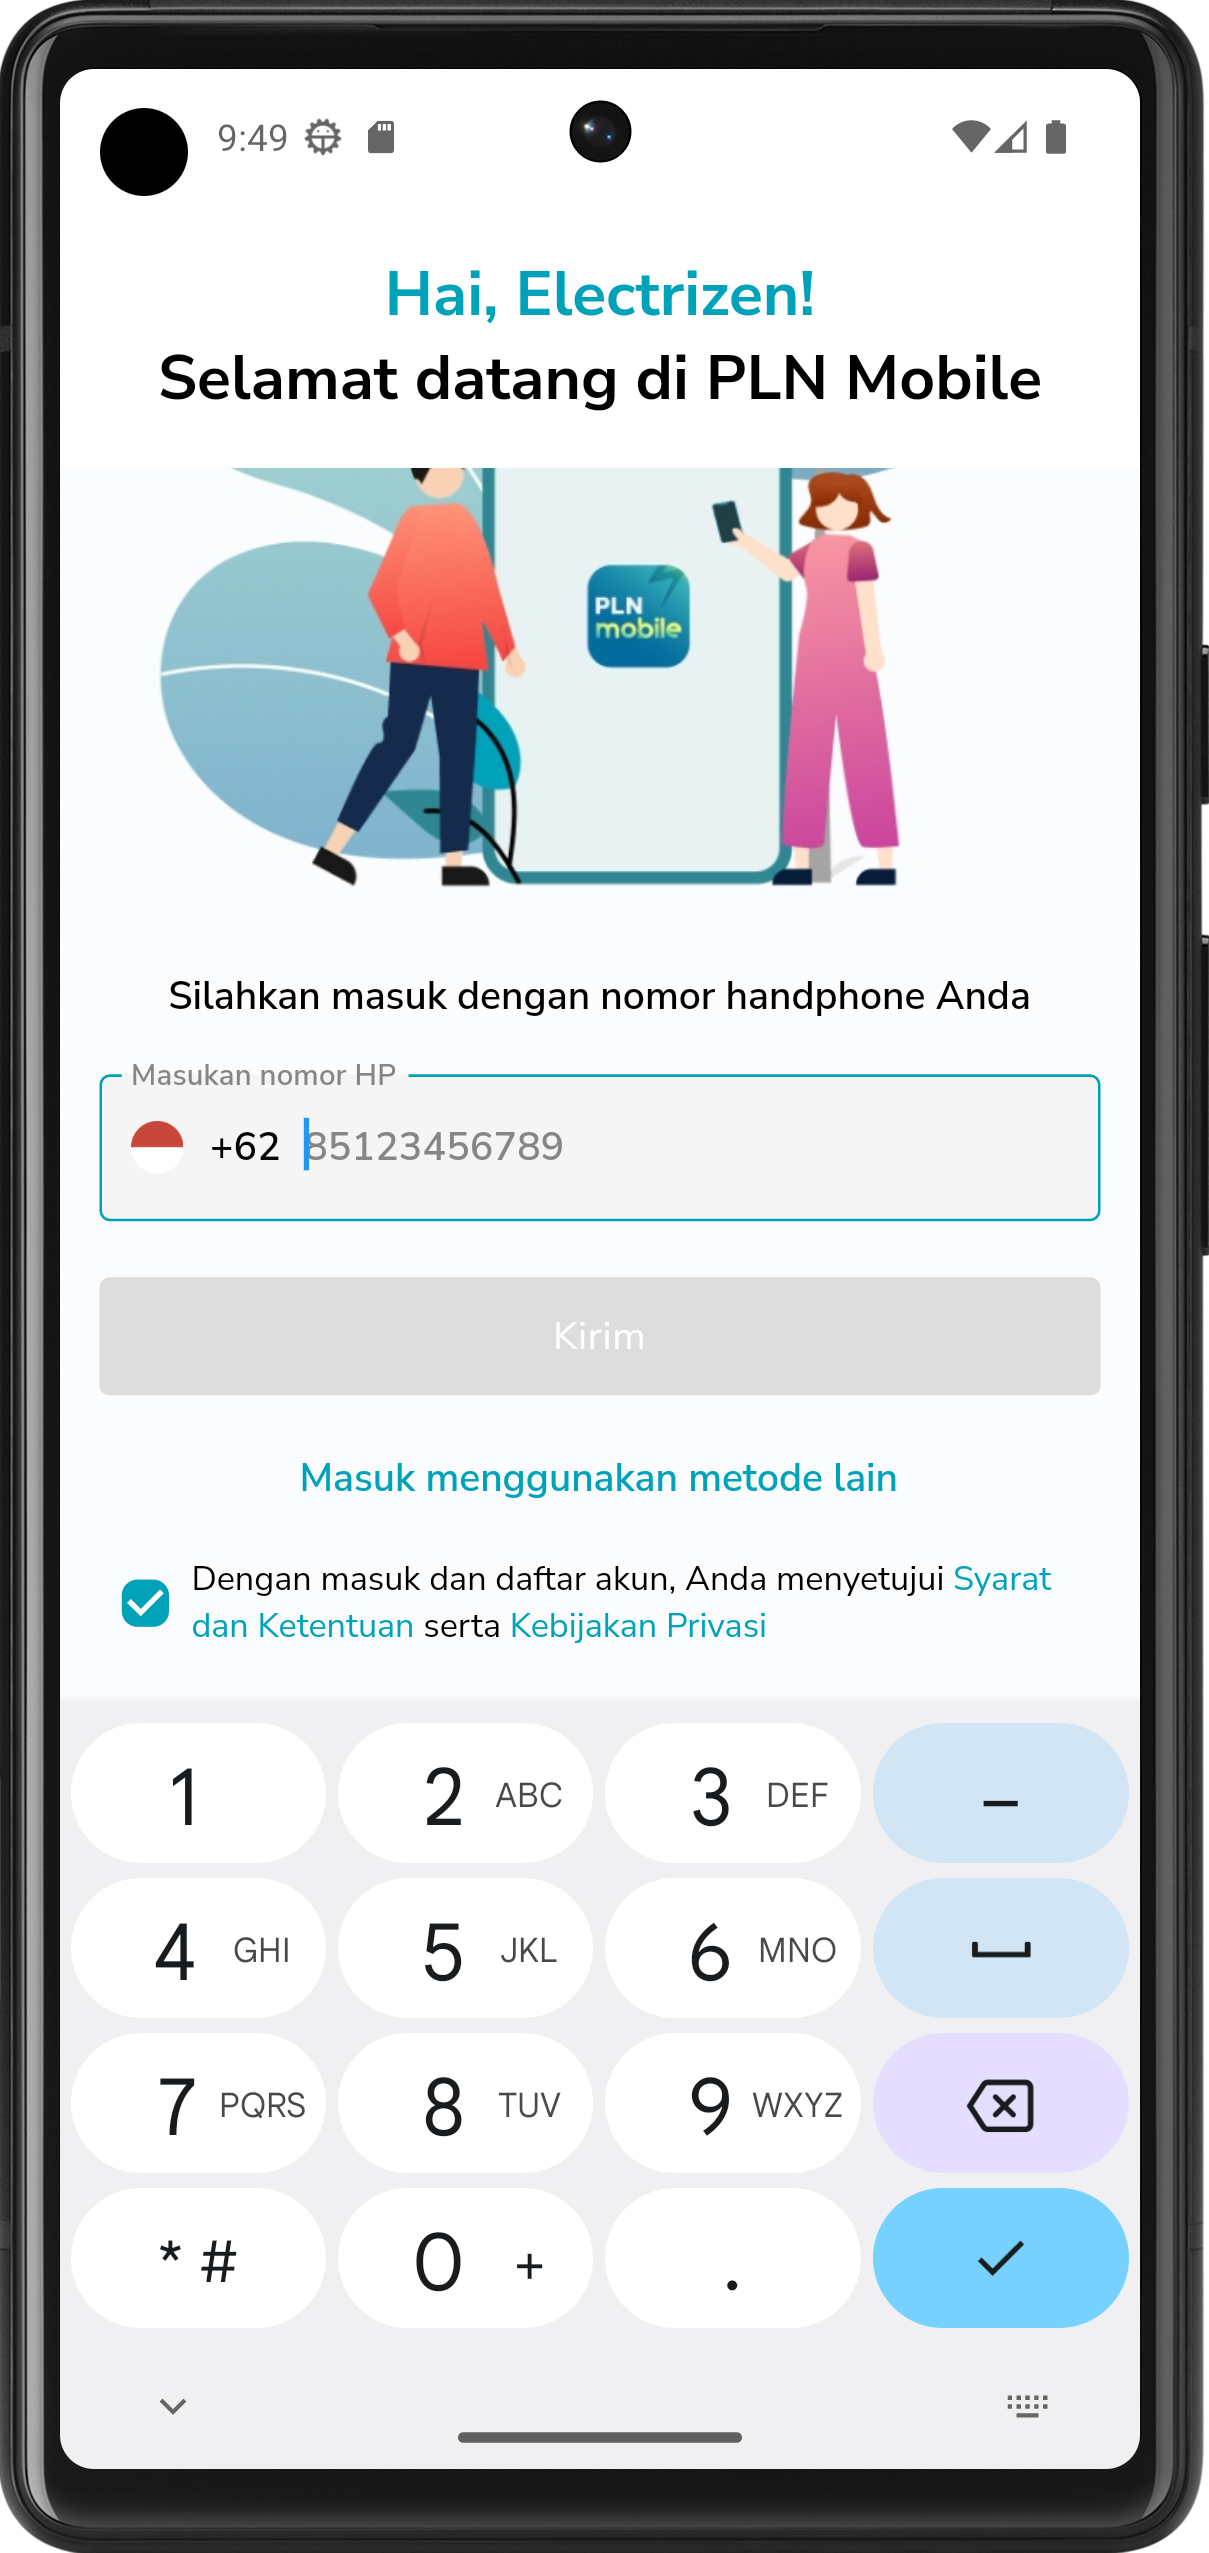 9:49
Hai, Electrizen!
Selamat datang di PLN Mobile
PLN
mobile
Silahkan masuk dengan nomor handphone Anda
Masukan nomor HP
+62 85123456789
Kirim
Masuk menggunakan metode lain
Dengan masuk dan daftar akun, Anda menyetujui Syarat
dan Ketentuan serta Kebijakan Privasi
1 2 ABC 3 DEF –
4 GHI 5 JKL 6 MNO
7 PQRS 8 TUV 9 WXYZ
* # 0 + .